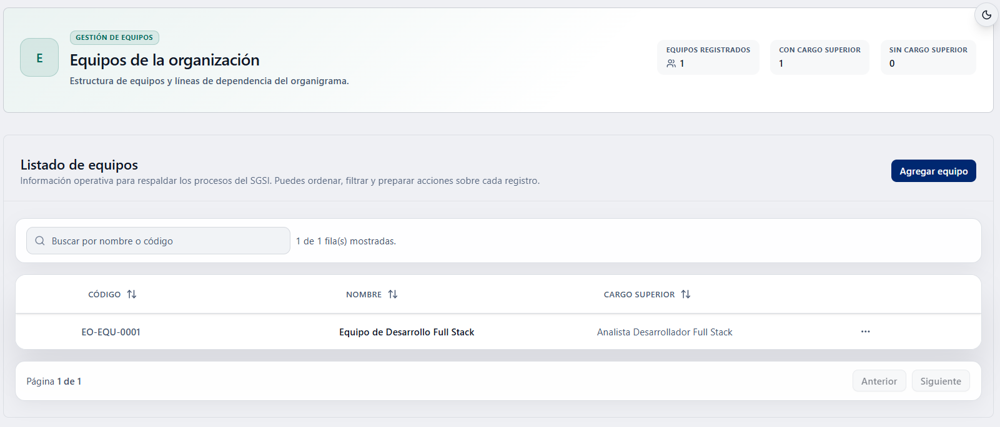 GESTIÓN DE EQUIPOS
E
Equipos de la organización
Estructura de equipos y líneas de dependencia del organigrama.
EQUIPOS REGISTRADOS
1
CON CARGO SUPERIOR
1
SIN CARGO SUPERIOR
0
Listado de equipos
Información operativa para respaldar los procesos del SGSI. Puedes ordenar, filtrar y preparar acciones sobre cada registro.
Agregar equipo
Buscar por nombre o código
1 de 1 fila(s) mostradas.
CÓDIGO NOMBRE CARGO SUPERIOR
EO-EQU-0001 Equipo de Desarrollo Full Stack Analista Desarrollador Full Stack ...
Página 1 de 1
Anterior Siguiente